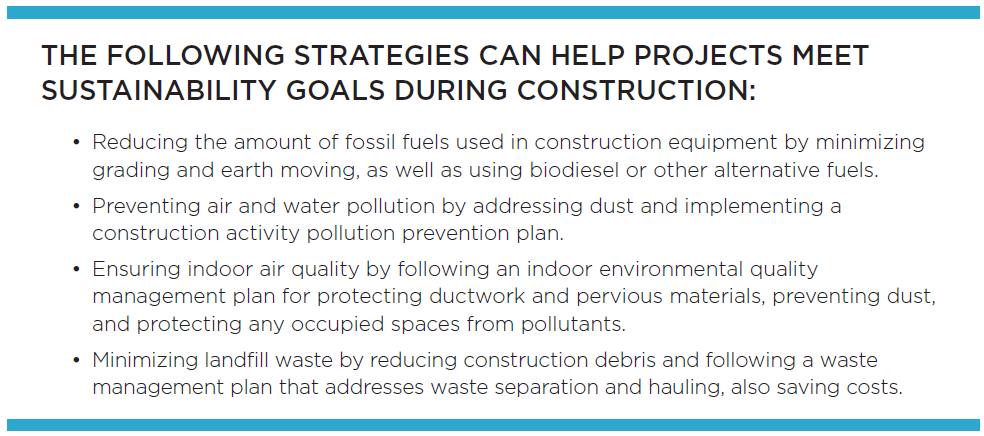 THE FOLLOWING STRATEGIES CAN HELP PROJECTS MEET
SUSTAINABILITY GOALS DURING CONSTRUCTION:
• Reducing the amount of fossil fuels used in construction equipment by minimizing
grading and earth moving, as well as using biodiesel or other alternative fuels.
• Preventing air and water pollution by addressing dust and implementing a
construction activity pollution prevention plan.
• Ensuring indoor air quality by following an indoor environmental quality
management plan for protecting ductwork and pervious materials, preventing dust,
and protecting any occupied spaces from pollutants.
• Minimizing landfill waste by reducing construction debris and following a waste
management plan that addresses waste separation and hauling, also saving costs.